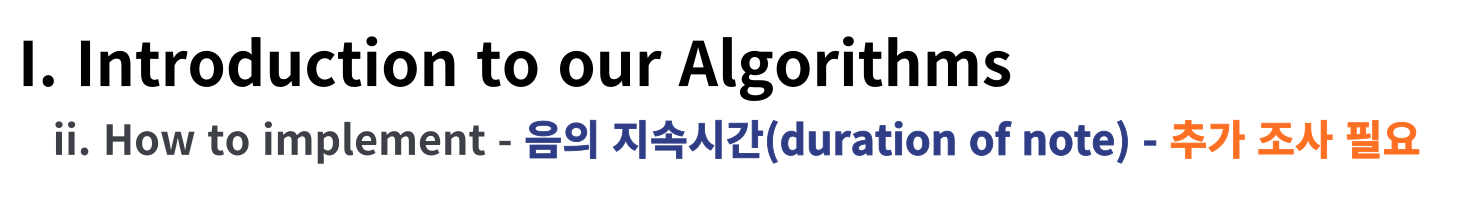 I. Introduction to our Algorithms
ii. How to implement - 음의 지속시간(duration of note) - 추가 조사 필요